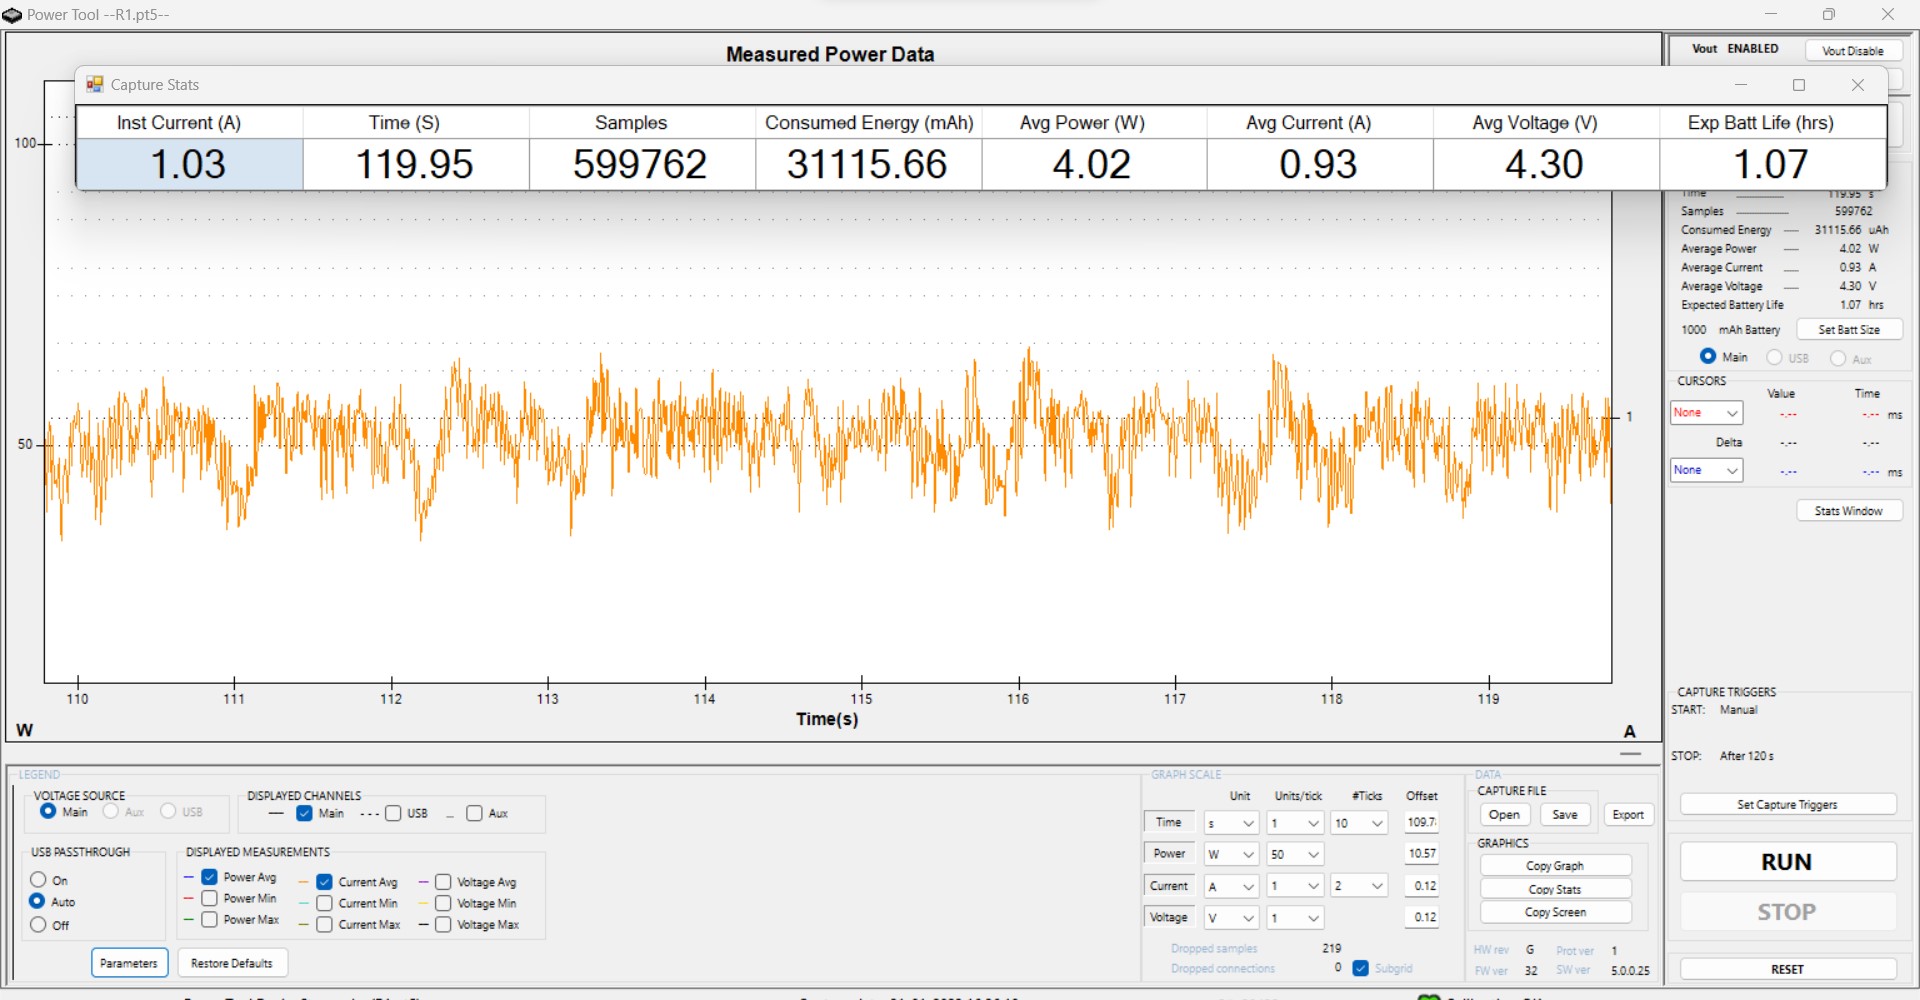 Power Tool --R1.pt5--
Measured Power Data
Vout ENABLED
Vout Disable
Capture Stats
Inst Current (A) Time (S) Samples Consumed Energy (mAh) Avg Power (W) Avg Current (A) Avg Voltage (V) Exp Batt Life (hrs)
1.03 119.95 599762 31115.66 4.02 0.93 4.30 1.07
100
50
1
110 111 112 113 114 115 116 117 118 119
Time(s)
W
A
Time 119.95 s
Samples 599762
Consumed Energy 31115.66 uAh
Average Power 4.02 W
Average Current 0.93 A
Average Voltage 4.30 V
Expected Battery Life 1.07 hrs
1000 mAh Battery Set Batt Size
Main USB Aux
CURSORS
Value Time
None -.-- -.-- ms
Delta -.-- -.--
None -.-- -.-- ms
Stats Window
CAPTURE TRIGGERS
START: Manual
STOP: After 120 s
Set Capture Triggers
RUN
STOP
RESET
LEGEND
VOLTAGE SOURCE
Main Aux USB
DISPLAYED CHANNELS
Main USB Aux
USB PASSTHROUGH
On
Auto
Off
DISPLAYED MEASUREMENTS
Power Avg Current Avg Voltage Avg
Power Min Current Min Voltage Min
Power Max Current Max Voltage Max
Parameters Restore Defaults
GRAPH SCALE
Unit Units/tick #Ticks Offset
Time s 1 10 109.7
Power W 50 10.57
Current A 1 2 0.12
Voltage V 1 0.12
Dropped samples 219
Dropped connections 0 Subgrid
DATA
CAPTURE FILE
Open Save Export
GRAPHICS
Copy Graph
Copy Stats
Copy Screen
HW rev G Prot ver 1
FW ver 32 SW ver 5.0.0.25